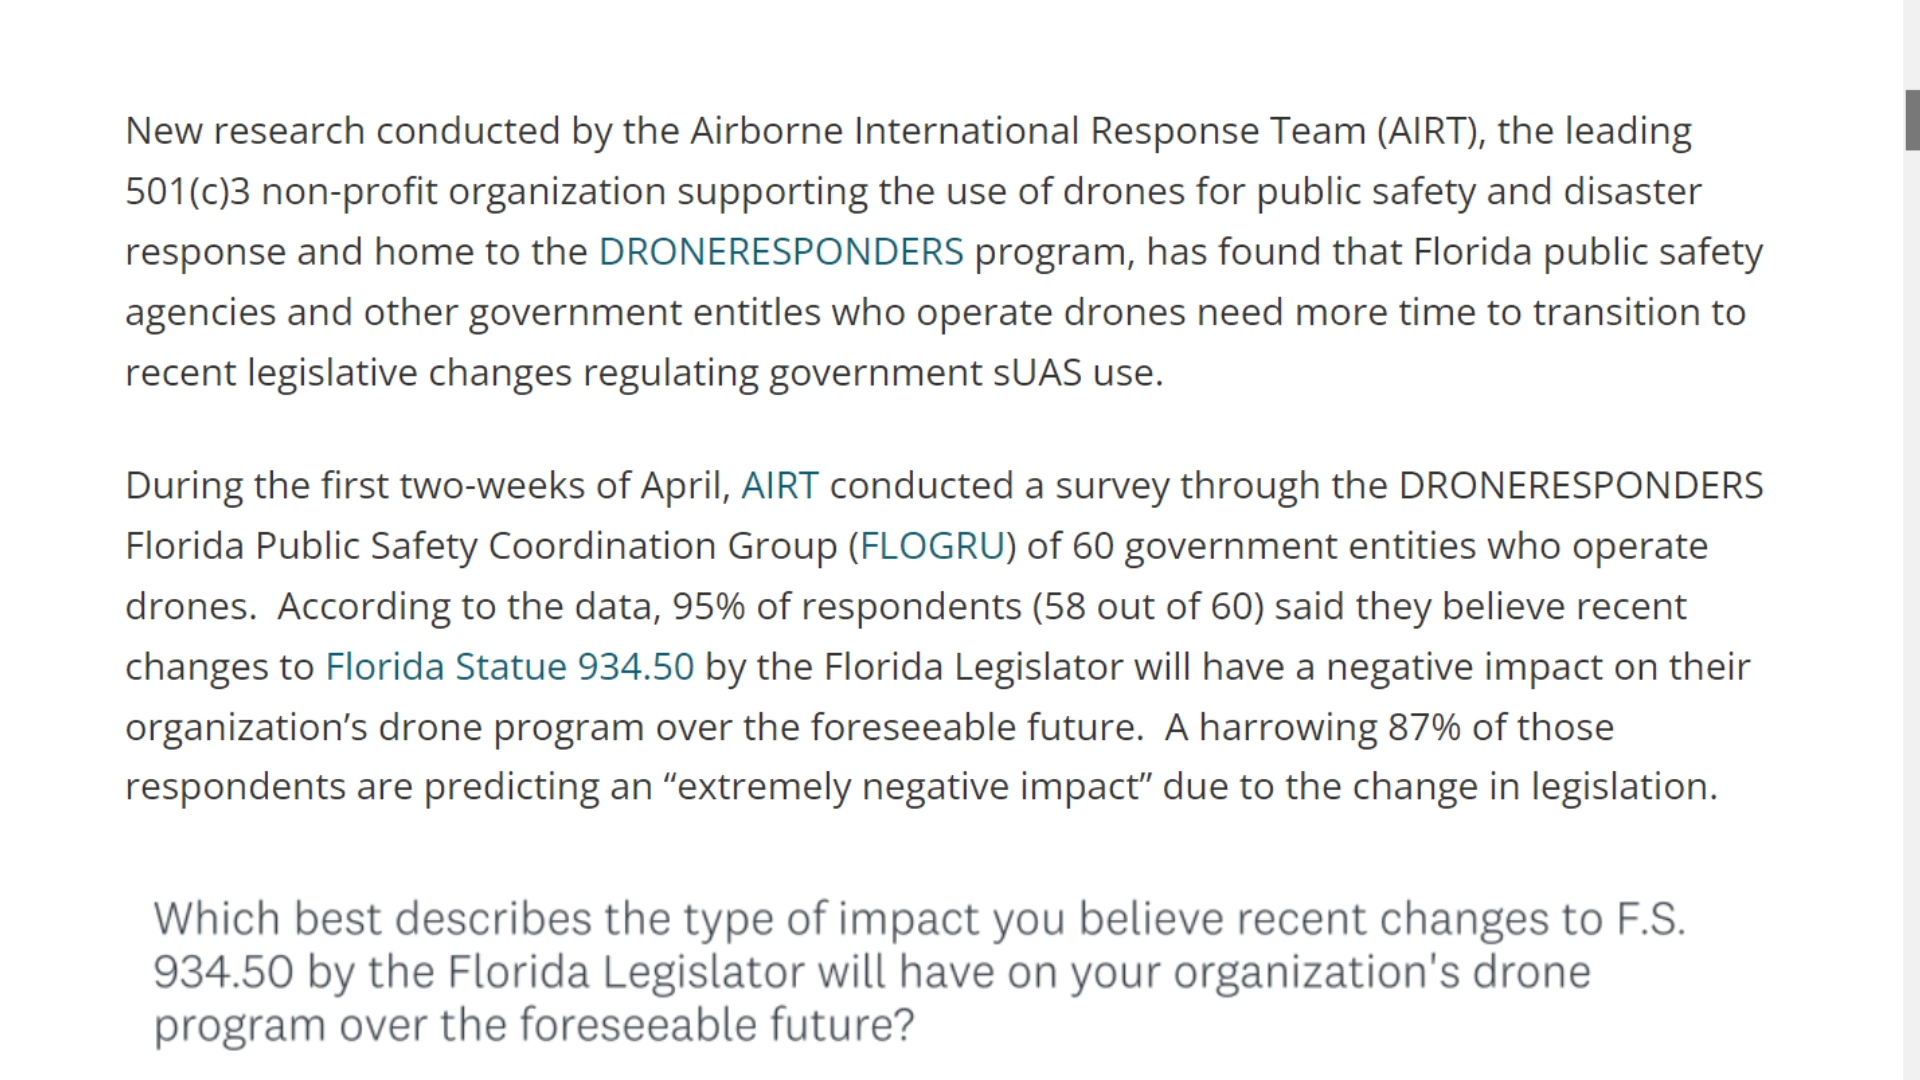 New research conducted by the Airborne International Response Team (AIRT), the leading
501(c)3 non-profit organization supporting the use of drones for public safety and disaster
response and home to the DRONERESPONDERS program, has found that Florida public safety
agencies and other government entitles who operate drones need more time to transition to
recent legislative changes regulating government sUAS use.
During the first two-weeks of April, AIRT conducted a survey through the DRONERESPONDERS
Florida Public Safety Coordination Group (FLOGRU) of 60 government entities who operate
drones.  According to the data, 95% of respondents (58 out of 60) said they believe recent
changes to Florida Statue 934.50 by the Florida Legislator will have a negative impact on their
organization’s drone program over the foreseeable future.  A harrowing 87% of those
respondents are predicting an “extremely negative impact” due to the change in legislation.
Which best describes the type of impact you believe recent changes to F.S.
934.50 by the Florida Legislator will have on your organization's drone
program over the foreseeable future?